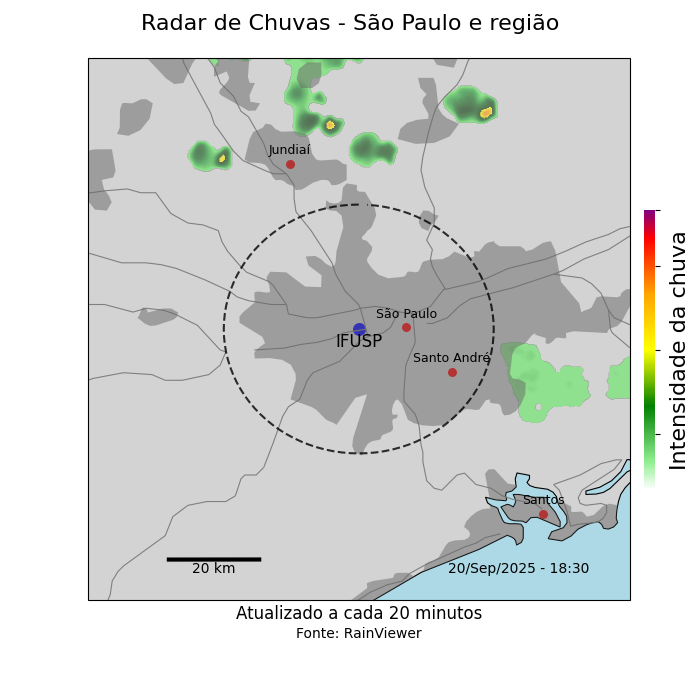 Radar de Chuvas - São Paulo e região
Jundiaí
São Paulo
IFUSP
Santo André
Intensidade da chuva
Santos
20 km
20/Sep/2025 - 18:30
Atualizado a cada 20 minutos
Fonte: RainViewer